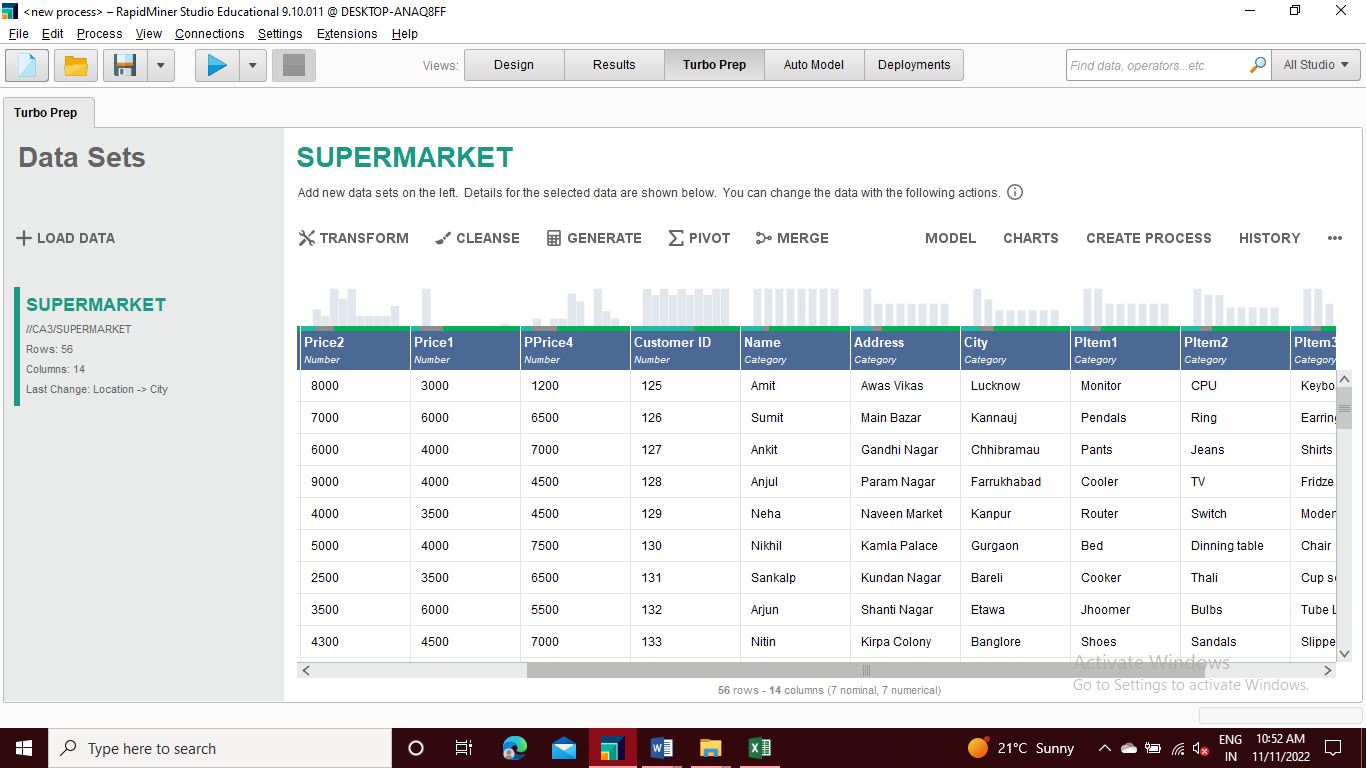 <new process> – RapidMiner Studio Educational 9.10.011 @ DESKTOP-ANAQ8FF
File Edit Process View Connections Settings Extensions Help
Views: Design Results Turbo Prep Auto Model Deployments Find data, operators...etc All Studio
Turbo Prep
Data Sets
SUPERMARKET
Add new data sets on the left. Details for the selected data are shown below. You can change the data with the following actions.
LOAD DATA
TRANSFORM CLEANSE GENERATE PIVOT MERGE MODEL CHARTS CREATE PROCESS HISTORY
SUPERMARKET
//CA3/SUPERMARKET
Rows: 56
Columns: 14
Last Change: Location -> City
Price2 Price1 PPrice4 Customer ID Name Address City PItem1 PItem2 PItem3
Number Number Number Number Category Category Category Category Category Category
8000 3000 1200 125 Amit Awas Vikas Lucknow Monitor CPU Keybo
7000 6000 6500 126 Sumit Main Bazar Kannauj Pendals Ring Earring
6000 4000 7000 127 Ankit Gandhi Nagar Chhibramau Pants Jeans Shirts
9000 4000 4500 128 Anjul Param Nagar Farrukhabad Cooler TV Fridze
4000 3500 4500 129 Neha Naveen Market Kanpur Router Switch Moder
5000 4000 7500 130 Nikhil Kamla Palace Gurgaon Bed Dinning table Chair
2500 3500 6500 131 Sankalp Kundan Nagar Bareli Cooker Thali Cup s
3500 6000 5500 132 Arjun Shanti Nagar Etawa Jhoomer Bulbs Tube L
4300 4500 7000 133 Nitin Kirpa Colony Banglore Shoes Sandals Slippe
56 rows - 14 columns (7 nominal, 7 numerical)
Activate Windows
Go to Settings to activate Windows.
Type here to search
21°C Sunny
ENG
IN
10:52 AM
11/11/2022